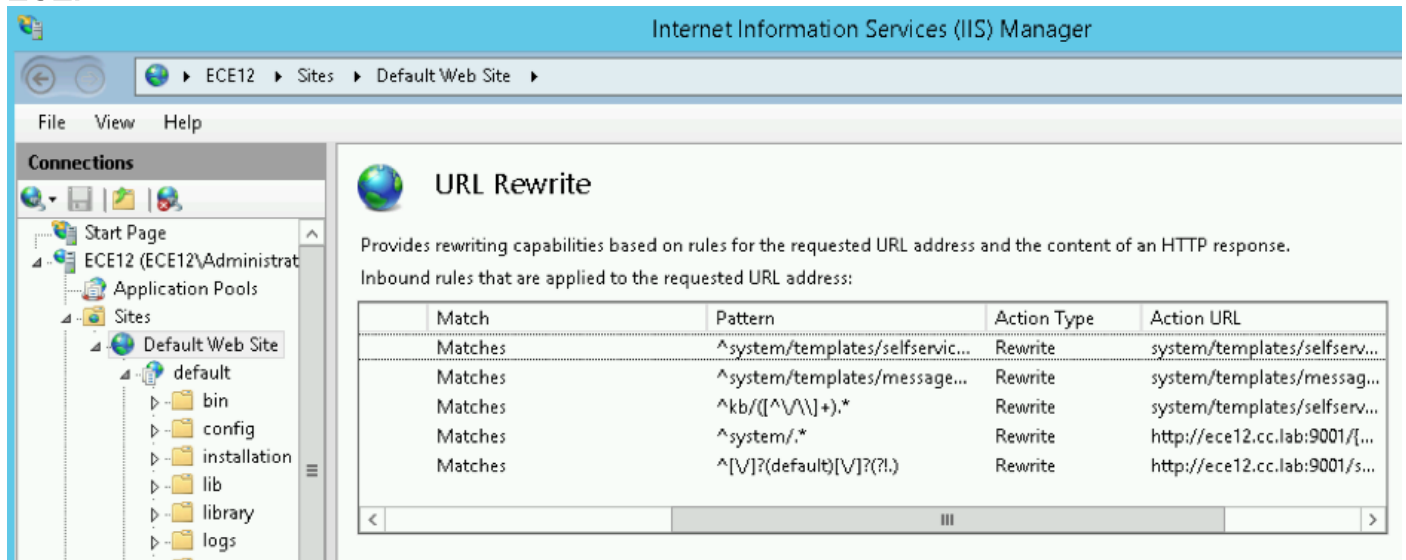 Internet Information Services (IIS) Manager
ECE12 Sites Default Web Site
File View Help
Connections
Start Page
ECE12 (ECE12\Administrat
Application Pools
Sites
Default Web Site
default
bin
config
installation
lib
library
logs
URL Rewrite
Provides rewriting capabilities based on rules for the requested URL address and the content of an HTTP response.
Inbound rules that are applied to the requested URL address:
Match Pattern Action Type Action URL
Matches ^system/templates/selfservic... Rewrite system/templates/selfserv...
Matches ^system/templates/message... Rewrite system/templates/messag...
Matches ^kb/([^\/\\]+).* Rewrite system/templates/selfserv...
Matches ^system/.* Rewrite http://ece12.cc.lab:9001/{...
Matches ^[\/]?(default)[\/]?(?!.) Rewrite http://ece12.cc.lab:9001/s...